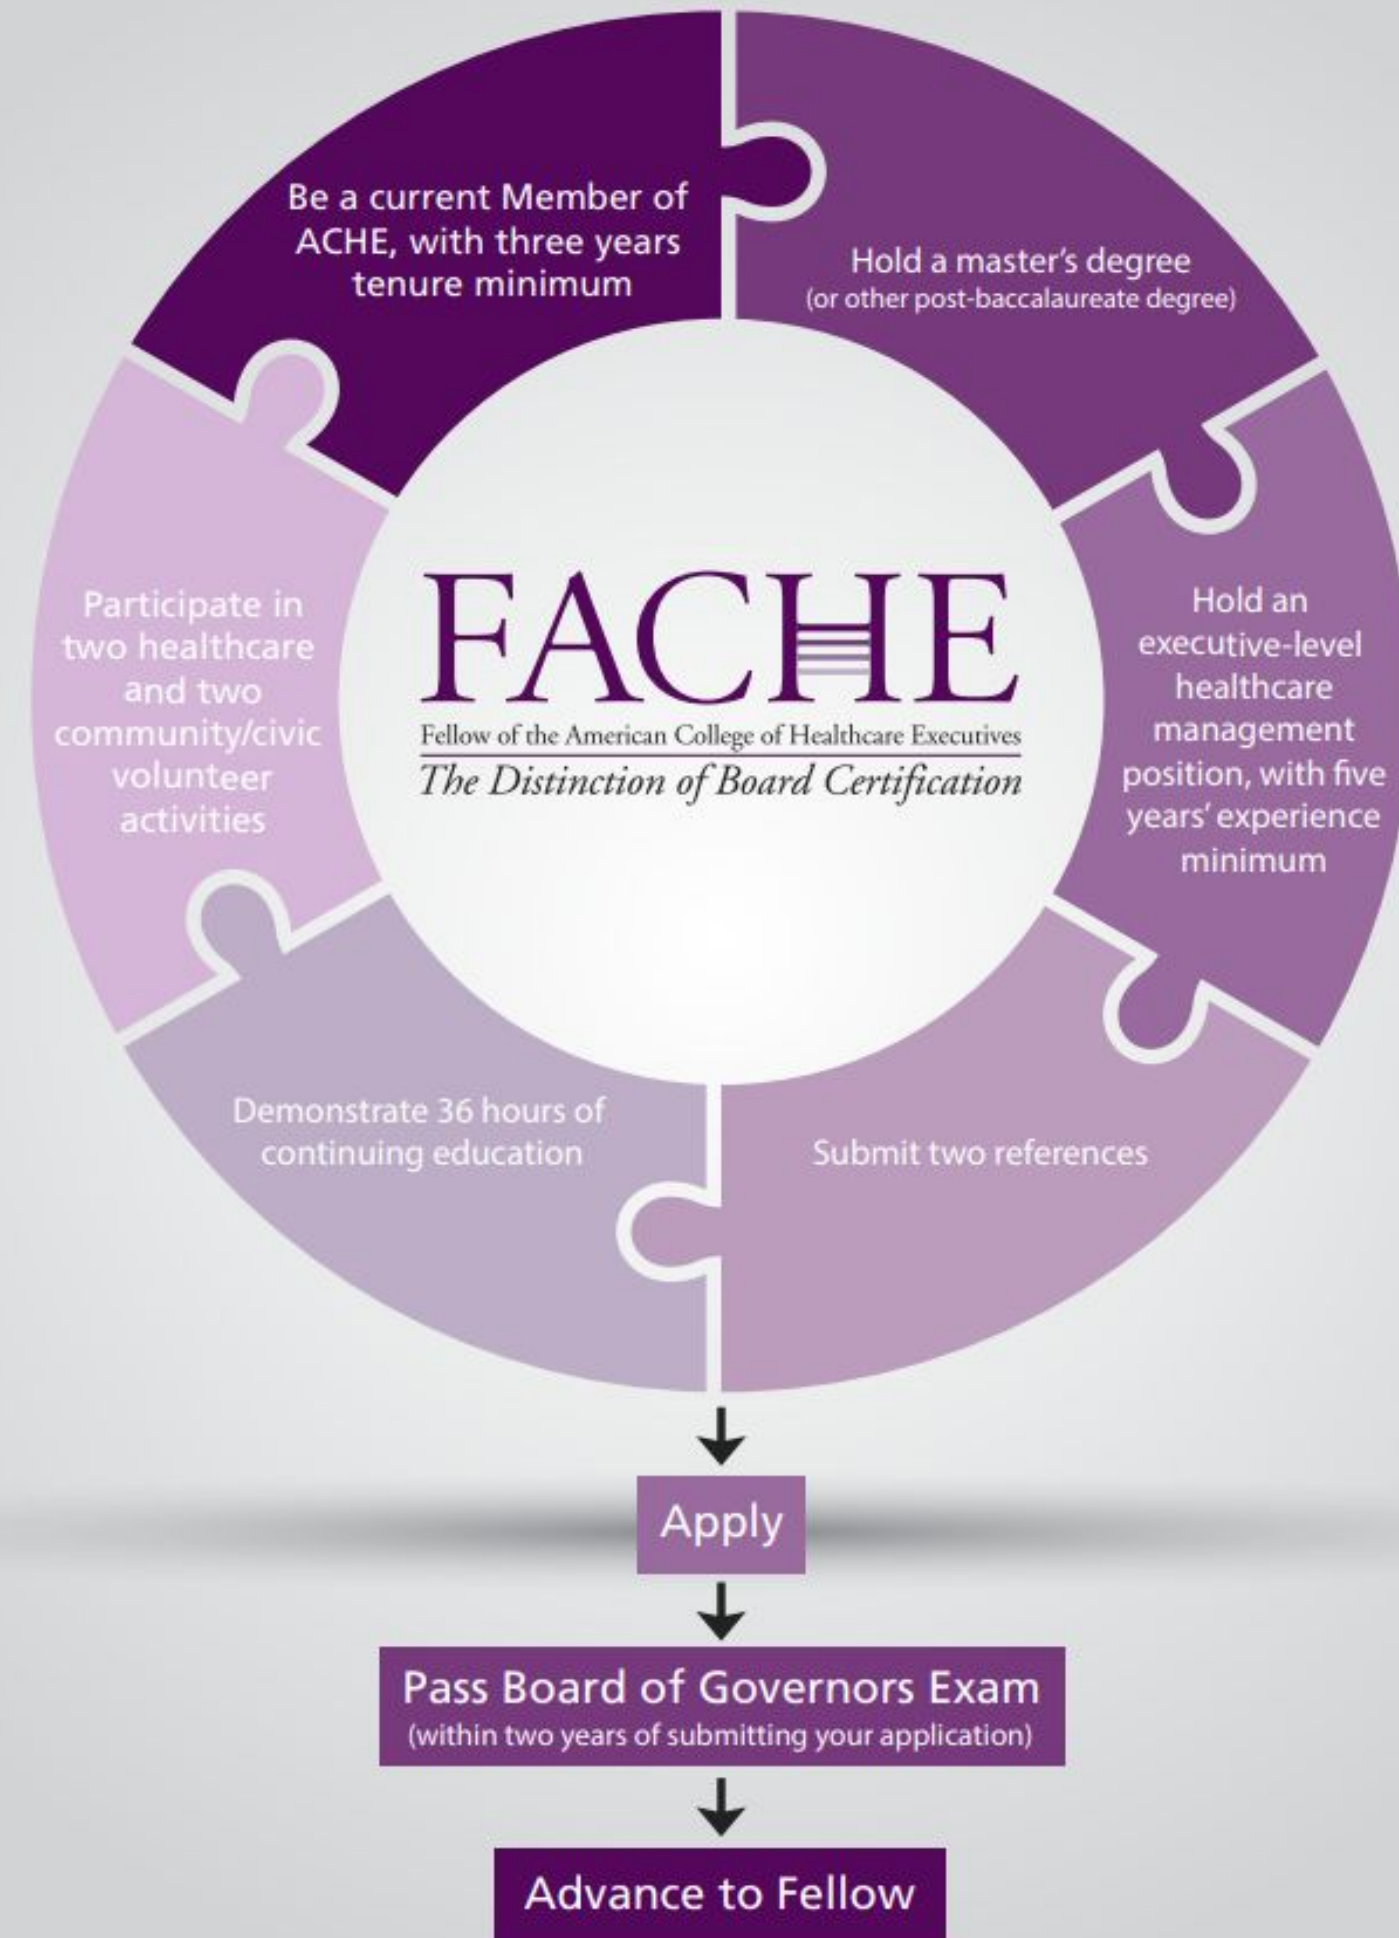 Be a current Member of
ACHE, with three years
tenure minimum
Hold a master's degree
(or other post-baccalaureate degree)
Hold an
executive-level
healthcare
management
position, with five
years' experience
minimum
Submit two references
Demonstrate 36 hours of
continuing education
Participate in
two healthcare
and two
community/civic
volunteer
activities
FACHE
Fellow of the American College of Healthcare Executives
The Distinction of Board Certification
Apply
Pass Board of Governors Exam
(within two years of submitting your application)
Advance to Fellow